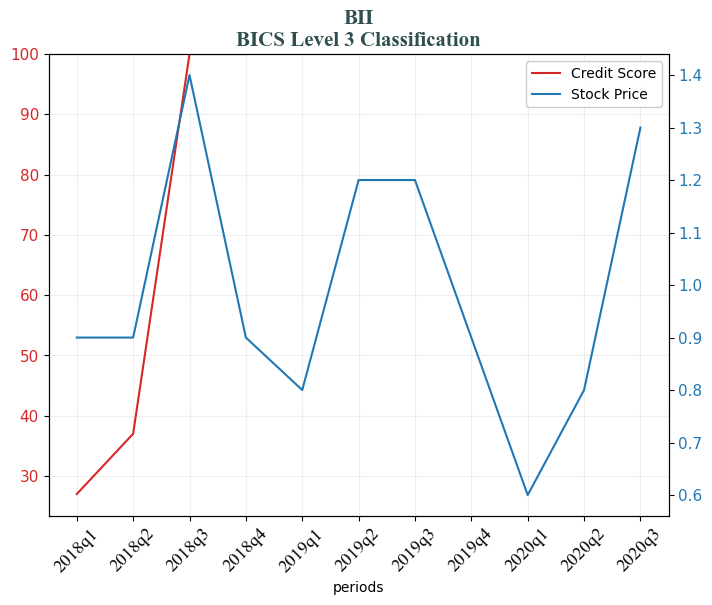 BII
BICS Level 3 Classification
Credit Score
Stock Price
100
90
80
70
60
50
40
30
1.4
1.3
1.2
1.1
1.0
0.9
0.8
0.7
0.6
2018q1
2018q2
2018q3
2018q4
2019q1
2019q2
2019q3
2019q4
2020q1
2020q2
2020q3
periods